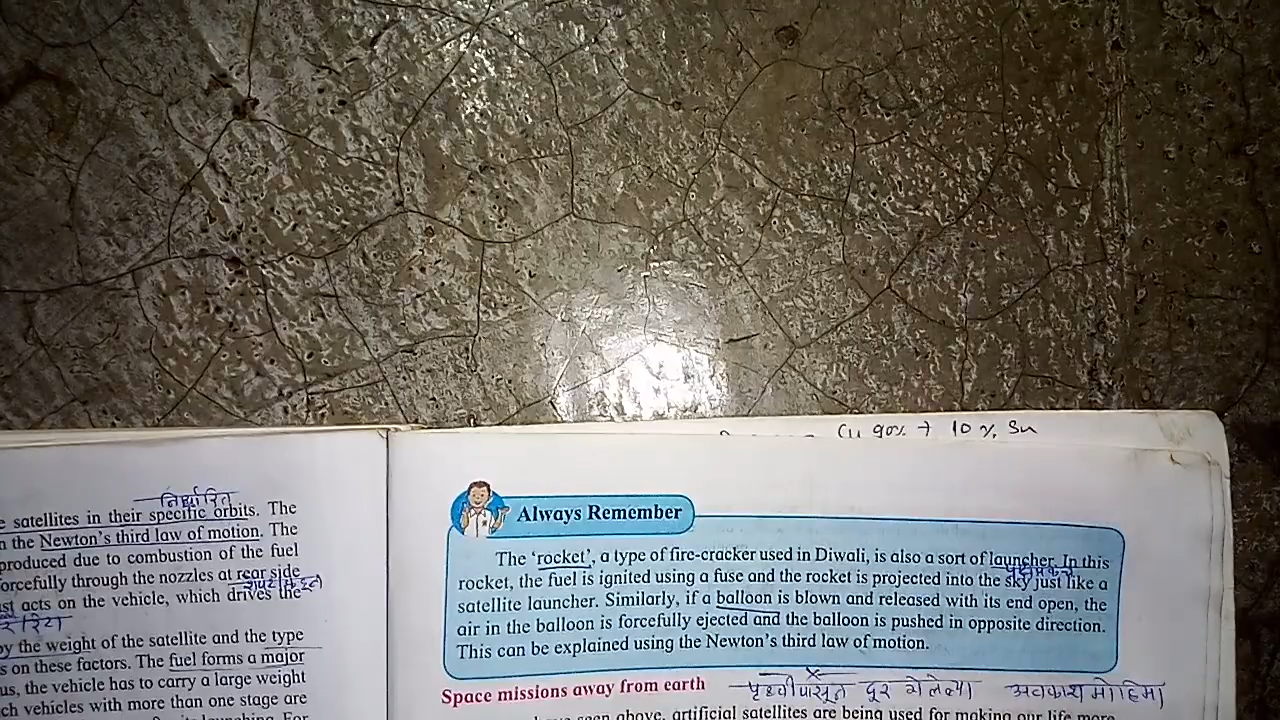 निर्धारित
e satellites in their specific orbits. The
n the Newton's third law of motion. The
produced due to combustion of the fuel
orcefully through the nozzles at rear side
st acts on the vehicle, which drives the
by the weight of the satellite and the type
s on these factors. The fuel forms a major
us, the vehicle has to carry a large weight
ch vehicles with more than one stage are
launching. For
Cu 90% + 10 % Sn
Always Remember
The 'rocket', a type of fire-cracker used in Diwali, is also a sort of launcher. In this
rocket, the fuel is ignited using a fuse and the rocket is projected into the sky just like a
satellite launcher. Similarly, if a balloon is blown and released with its end open, the
air in the balloon is forcefully ejected and the balloon is pushed in opposite direction.
This can be explained using the Newton's third law of motion.
Space missions away from earth पृथ्वीपासून दूर गेलेल्या अवकाश मोहिमा
seen above, artificial satellites are being used for making our life more